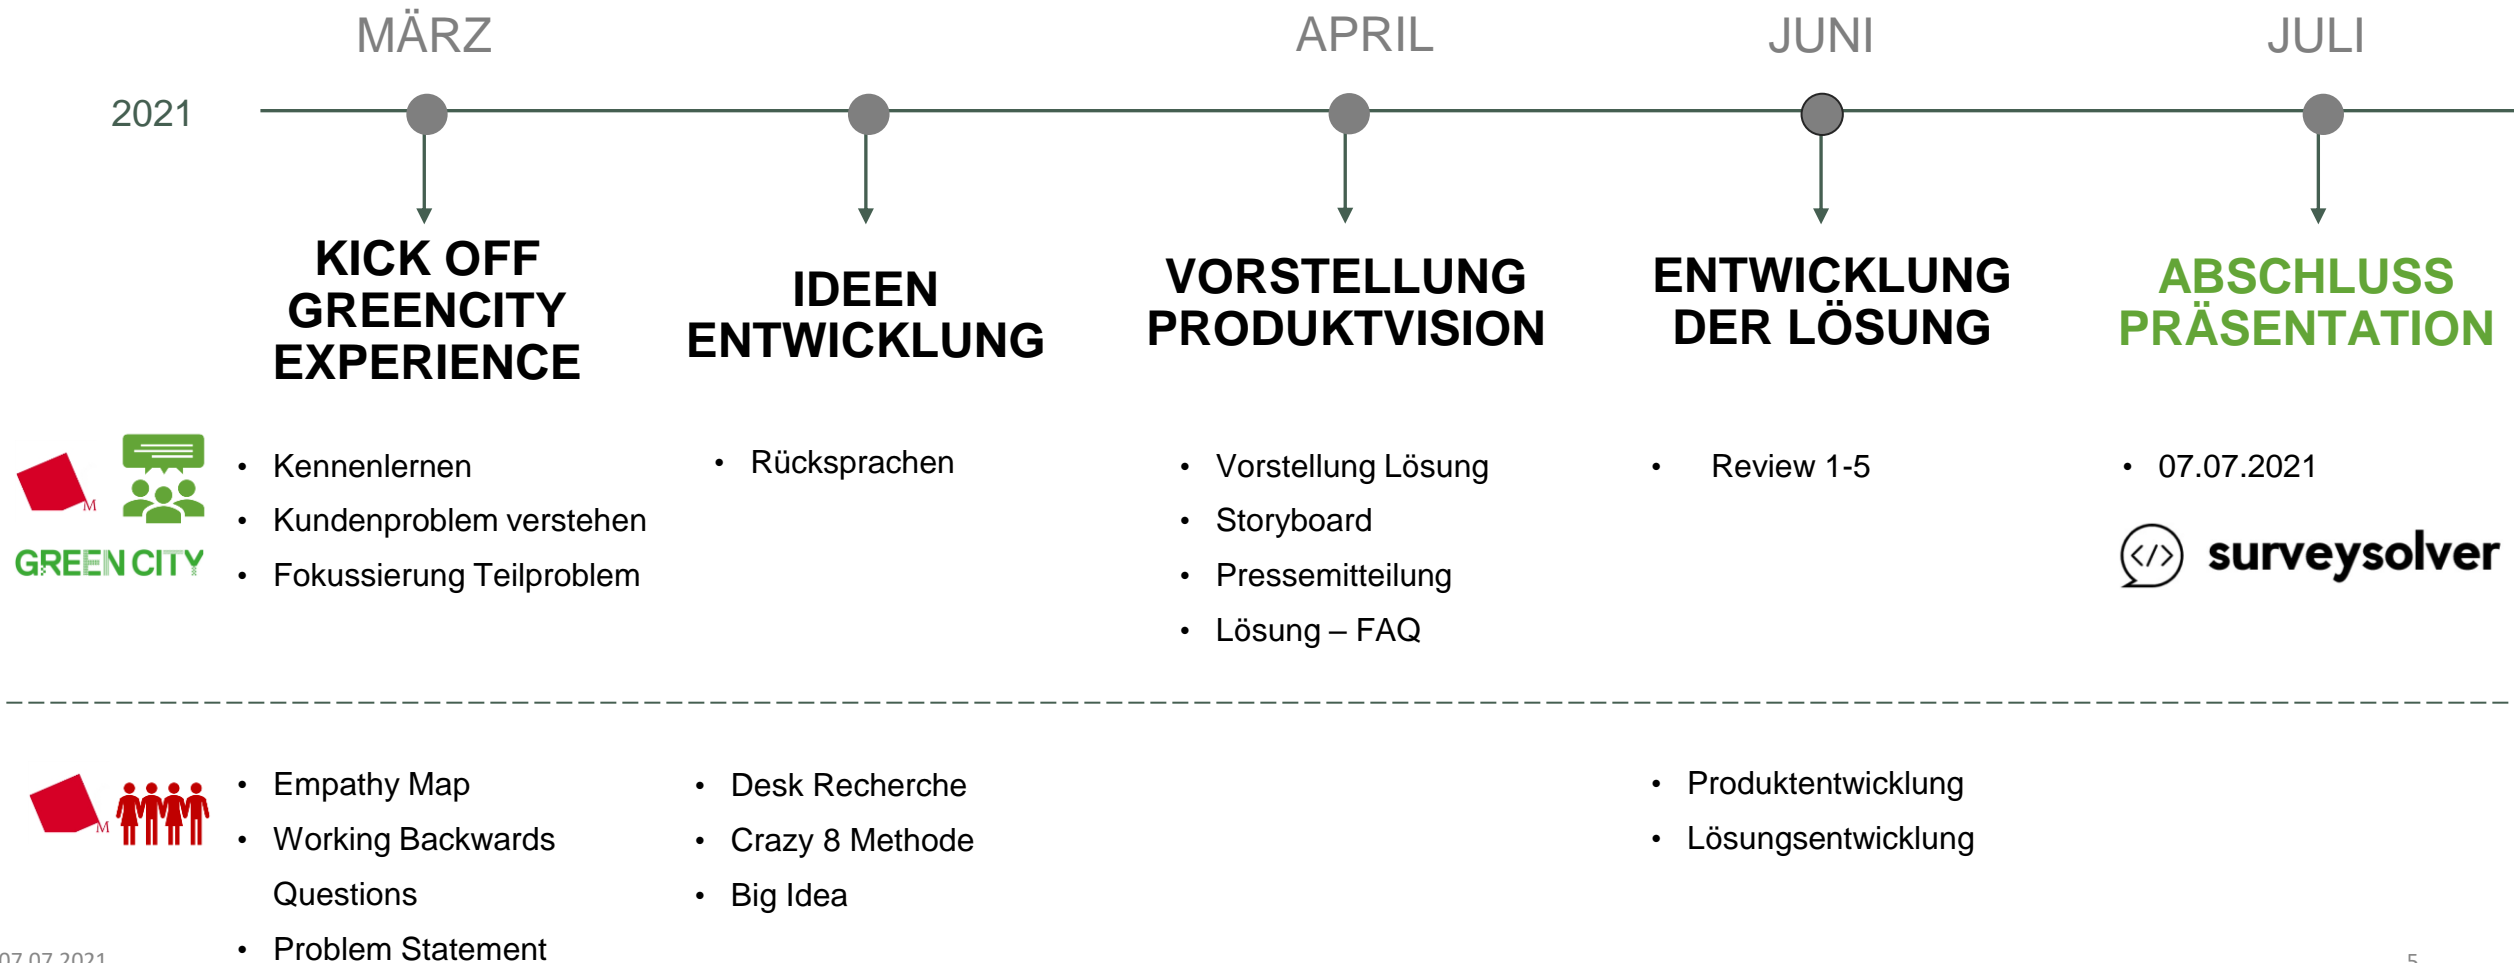 MÄRZ
APRIL
JUNI
JULI
2021
KICK OFF
GREENCITY
EXPERIENCE
IDEEN
ENTWICKLUNG
VORSTELLUNG
PRODUKTVISION
ENTWICKLUNG
DER LÖSUNG
ABSCHLUSS
PRÄSENTATION
M
GREEN CITY
• Kennenlernen
• Kundenproblem verstehen
• Fokussierung Teilproblem
• Rücksprachen
• Vorstellung Lösung
• Storyboard
• Pressemitteilung
• Lösung – FAQ
• Review 1-5
• 07.07.2021
</> surveysolver
M
• Empathy Map
• Working Backwards
Questions
• Problem Statement
• Desk Recherche
• Crazy 8 Methode
• Big Idea
• Produktentwicklung
• Lösungsentwicklung
07.07.2021
5